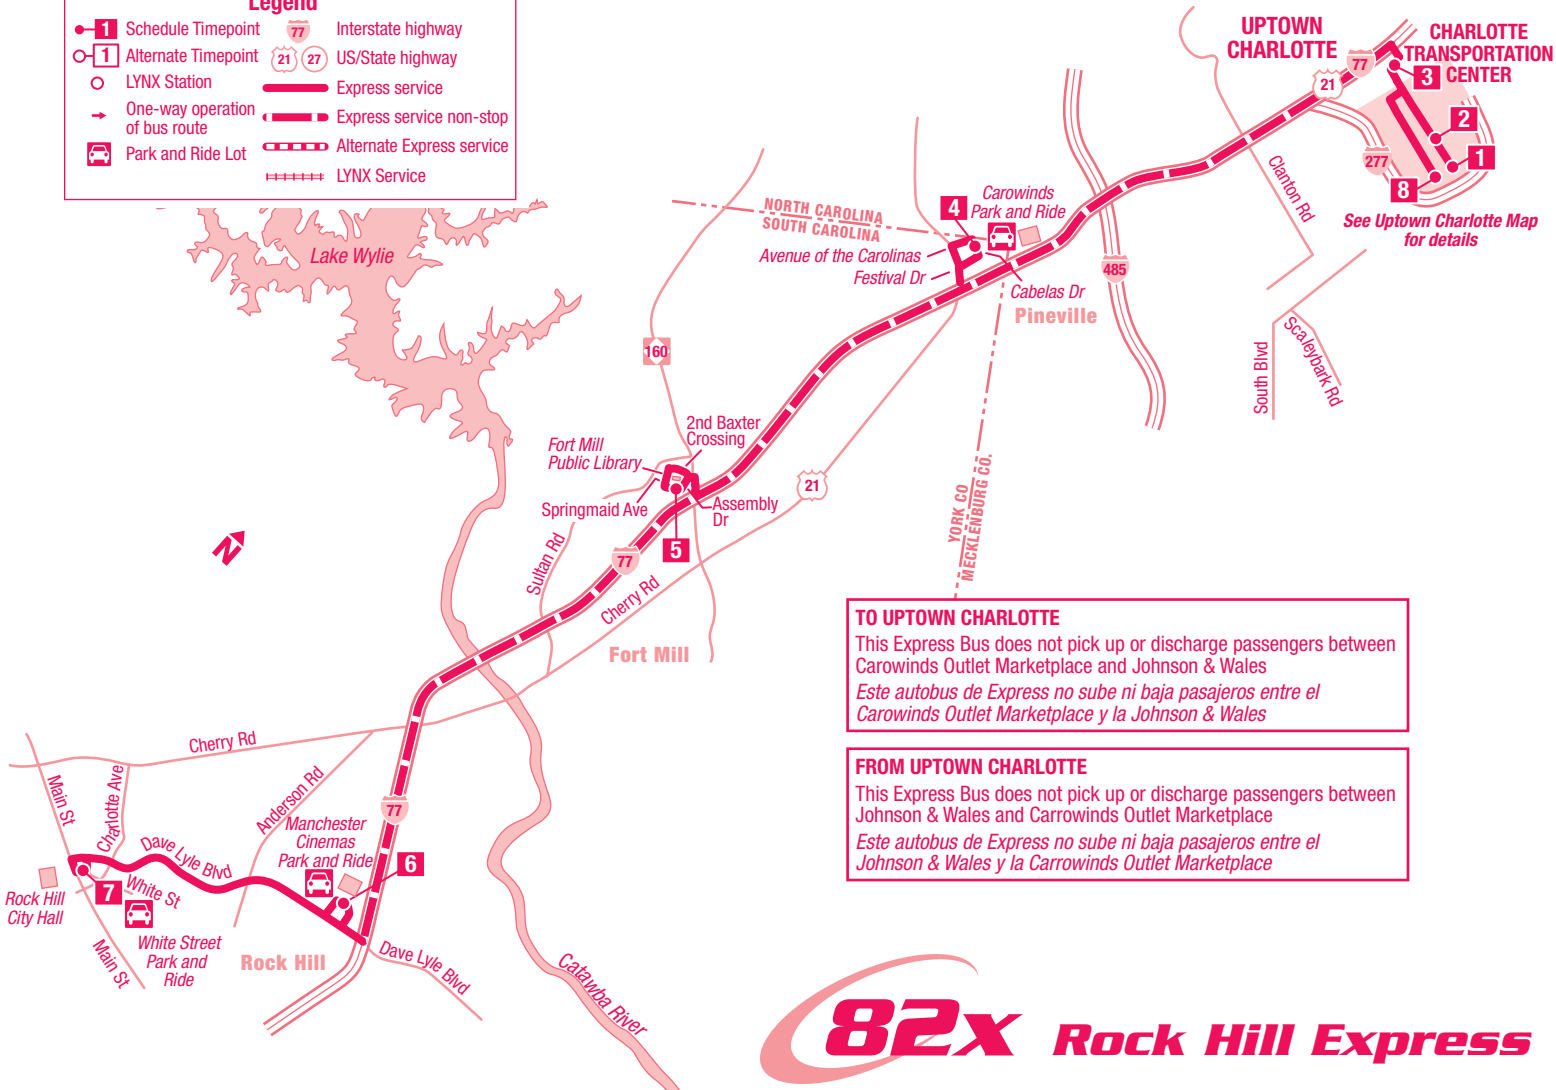 Legend
1 Schedule Timepoint
77 Interstate highway
1 Alternate Timepoint
21 27 US/State highway
LYNX Station
Express service
One-way operation
of bus route
Express service non-stop
Park and Ride Lot
Alternate Express service
LYNX Service
UPTOWN
CHARLOTTE
CHARLOTTE
TRANSPORTATION
CENTER
77
21
3
2
1
8
277
See Uptown Charlotte Map
for details
Clanton Rd
Scaleybark Rd
South Blvd
485
Carowinds
Park and Ride
4
NORTH CAROLINA
SOUTH CAROLINA
Avenue of the Carolinas
Festival Dr
Cabelas Dr
Pineville
Lake Wylie
160
2nd Baxter
Crossing
Fort Mill
Public Library
Springmaid Ave
Assembly
Dr
21
5
77
YORK CO
MECKLENBURG CO.
N
Sultan Rd
Cherry Rd
Fort Mill
TO UPTOWN CHARLOTTE
This Express Bus does not pick up or discharge passengers between
Carowinds Outlet Marketplace and Johnson & Wales
Este autobus de Express no sube ni baja pasajeros entre el
Carowinds Outlet Marketplace y la Johnson & Wales
FROM UPTOWN CHARLOTTE
This Express Bus does not pick up or discharge passengers between
Johnson & Wales and Carrowinds Outlet Marketplace
Este autobus de Express no sube ni baja pasajeros entre el
Johnson & Wales y la Carrowinds Outlet Marketplace
Cherry Rd
Main St
Charlotte Ave
Anderson Rd
77
Dave Lyle Blvd
Manchester
Cinemas
Park and Ride
6
7
White St
Rock Hill
City Hall
Main St
White Street
Park and
Ride
Rock Hill
Dave Lyle Blvd
Catawba River
82x Rock Hill Express